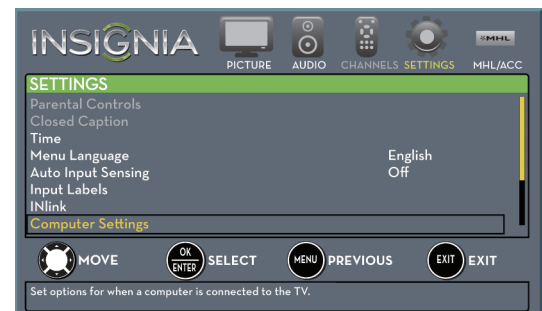 INSIGNIA
PICTURE AUDIO CHANNELS SETTINGS MHL/ACC
MHL
SETTINGS
Parental Controls
Closed Caption
Time
Menu Language English
Auto Input Sensing Off
Input Labels
INlink
Computer Settings
MOVE OK ENTER SELECT MENU PREVIOUS EXIT EXIT
Set options for when a computer is connected to the TV.